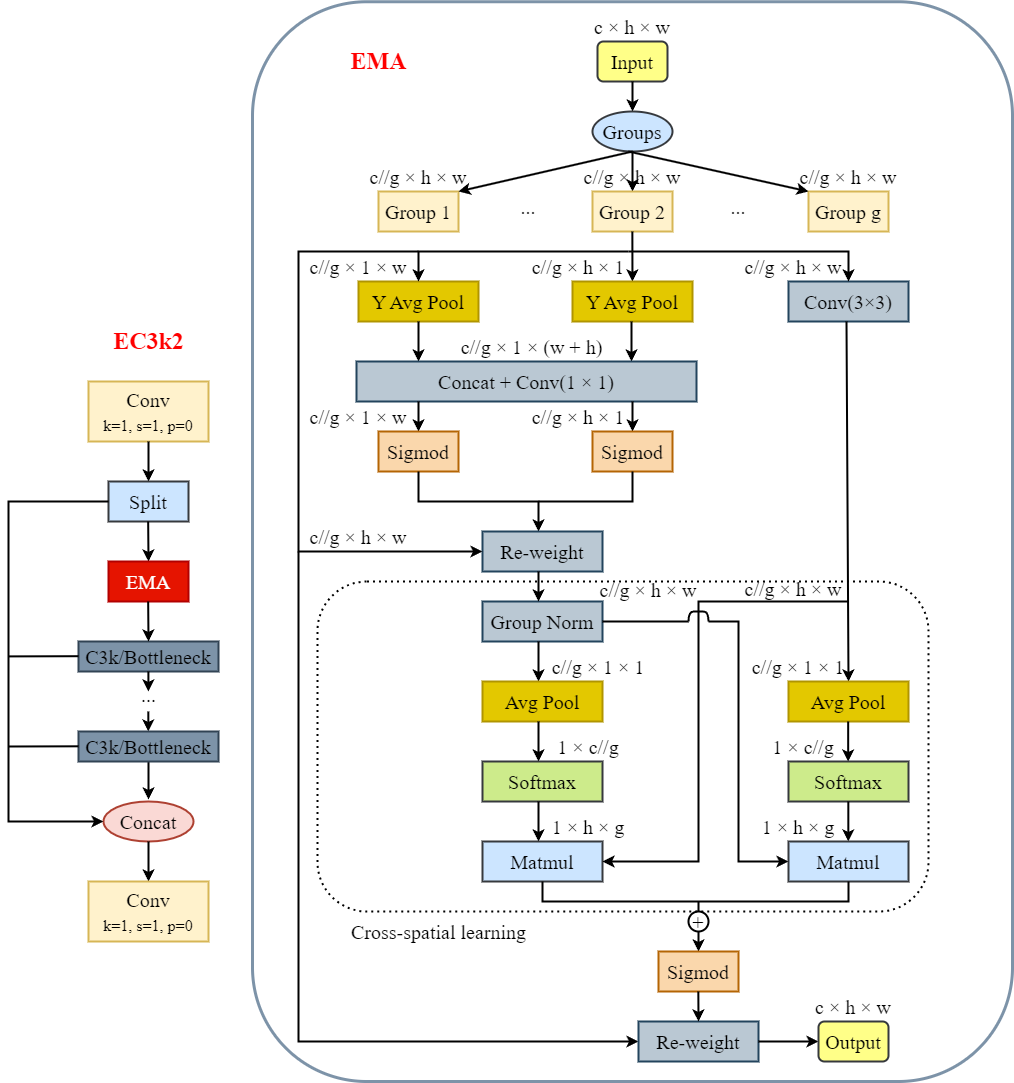 EC3k2
Conv
k=1, s=1, p=0
Split
EMA
C3k/Bottleneck
...
C3k/Bottleneck
Concat
Conv
k=1, s=1, p=0
EMA
c × h × w
Input
Groups
c//g × h × w
c//g × h × w
c//g × h × w
Group 1
...
Group 2
...
Group g
c//g × 1 × w
c//g × h × 1
c//g × h × w
Y Avg Pool
Y Avg Pool
Conv(3×3)
c//g × 1 × (w + h)
Concat + Conv(1 × 1)
c//g × 1 × w
c//g × h × 1
Sigmod
Sigmod
c//g × h × w
Re-weight
c//g × h × w
c//g × h × w
Group Norm
c//g × 1 × 1
c//g × 1 × 1
Avg Pool
Avg Pool
1 × c//g
1 × c//g
Softmax
Softmax
1 × h × g
1 × h × g
Matmul
Matmul
+
Cross-spatial learning
Sigmod
c × h × w
Re-weight
Output